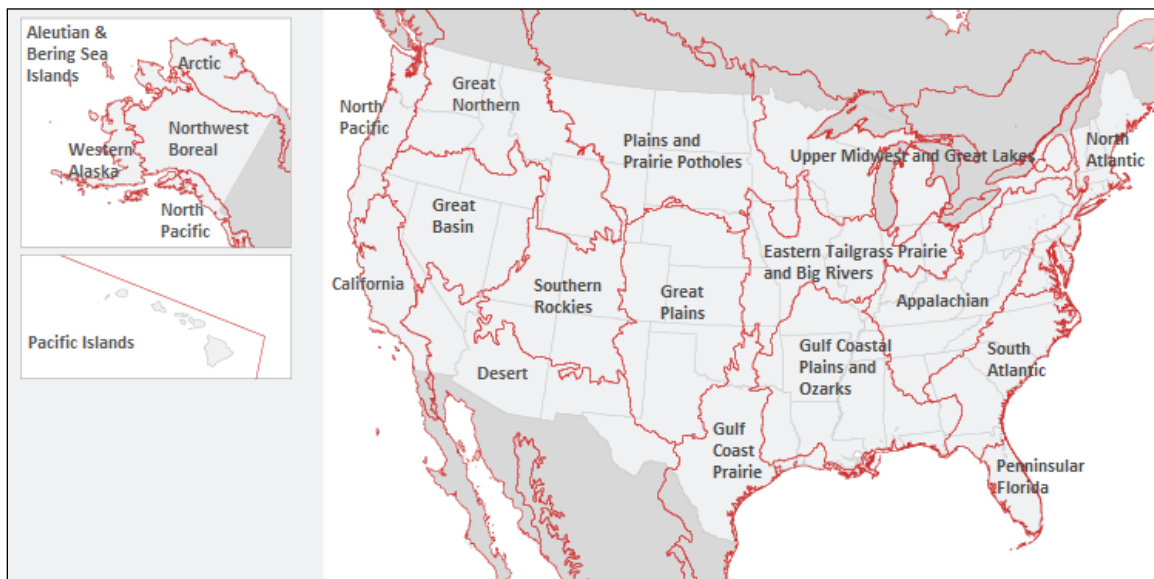 Aleutian &
Bering Sea
Islands
Arctic
Northwest
Boreal
Western
Alaska
North
Pacific
Pacific Islands
North
Pacific
Great
Northern
Plains and
Prairie Potholes
Upper Midwest and Great Lakes
North
Atlantic
Great
Basin
California
Southern
Rockies
Great
Plains
Eastern Tailgrass Prairie
and Big Rivers
Appalachian
Gulf Coastal
Plains and
Ozarks
South
Atlantic
Desert
Gulf
Coast
Prairie
Penninsular
Florida